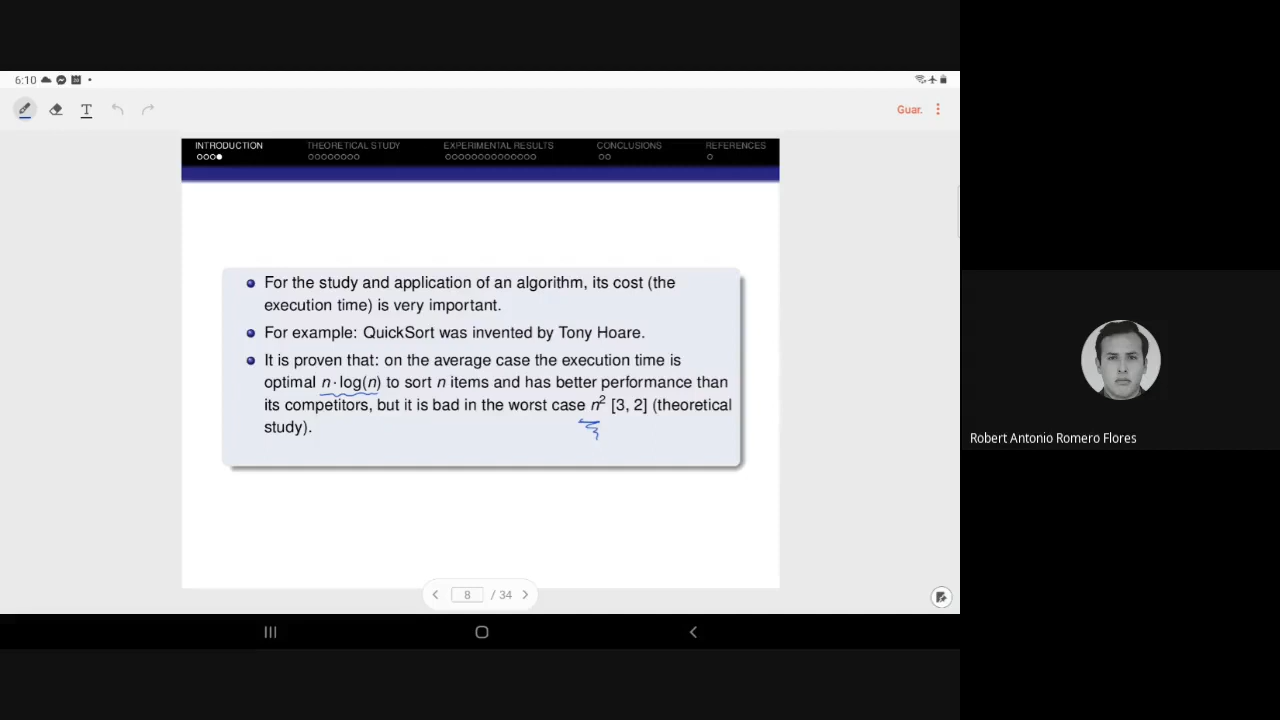 6:10
Guar.
INTRODUCTION THEORETICAL STUDY EXPERIMENTAL RESULTS CONCLUSIONS REFERENCES
For the study and application of an algorithm, its cost (the
execution time) is very important.
For example: QuickSort was invented by Tony Hoare.
It is proven that: on the average case the execution time is
optimal n·log(n) to sort n items and has better performance than
its competitors, but it is bad in the worst case n² [3, 2] (theoretical
study).
8 / 34
Robert Antonio Romero Flores